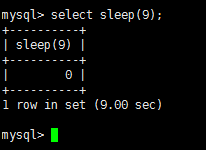 mysql> select sleep(9);
+----------+
| sleep(9) |
+----------+
|        0 |
+----------+
1 row in set (9.00 sec)
mysql>